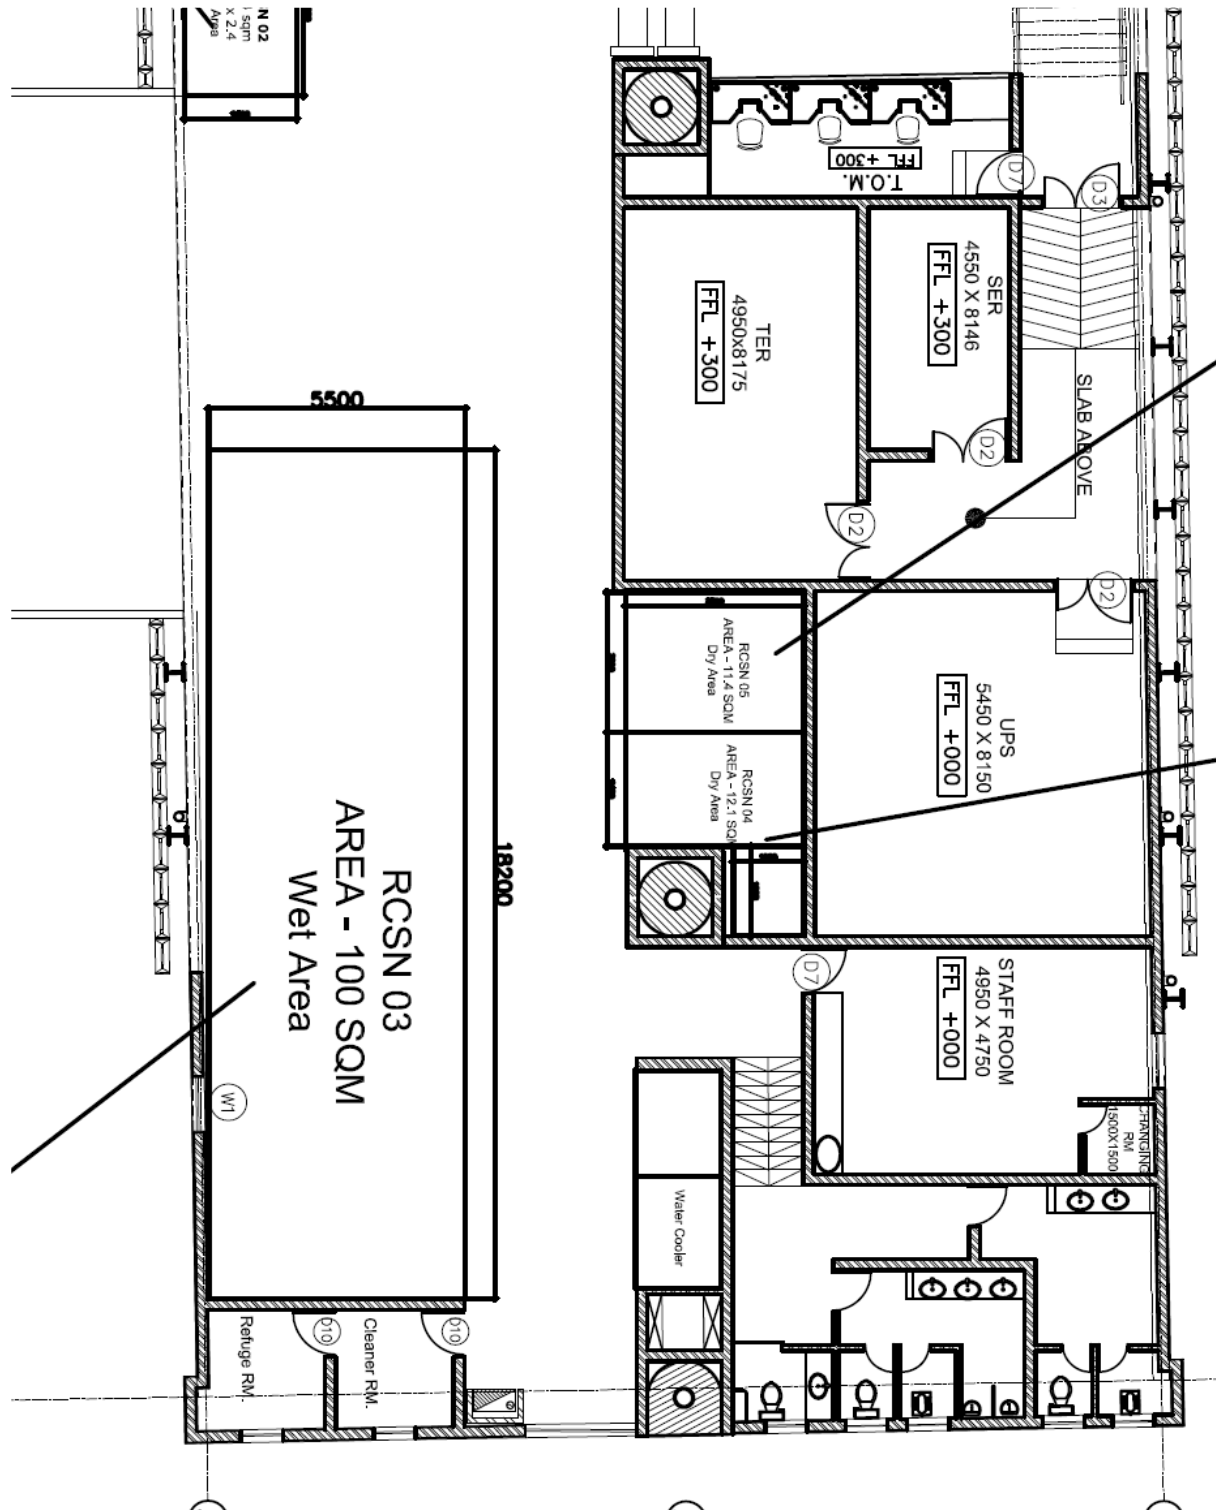 N 02
sqm
x 2.4
Area
FFL +300
T.O.M.
D7
D3
SER
4550 X 8146
FFL +300
TER
4950x8175
FFL +300
SLAB ABOVE
D2
D2
D2
5500
18200
RCSN 05
AREA - 11.4 SQM
Dry Area
RCSN 04
AREA - 12.1 SQM
Dry Area
UPS
5450 X 8150
FFL +000
RCSN 03
AREA - 100 SQM
Wet Area
D7
STAFF ROOM
4950 X 4750
FFL +000
W1
CHANGING
RM
1500X1500
Water Cooler
Refuge RM.
D10
Cleaner RM.
D10